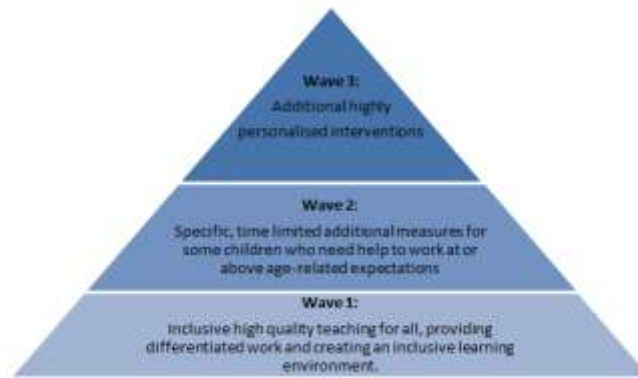 Wave 3:
Additional highly
personalised interventions
Wave 2:
Specific, time limited additional measures for
some children who need help to work at or
above age-related expectations
Wave 1:
Inclusive high quality teaching for all, providing
differentiated work and creating an inclusive learning
environment.